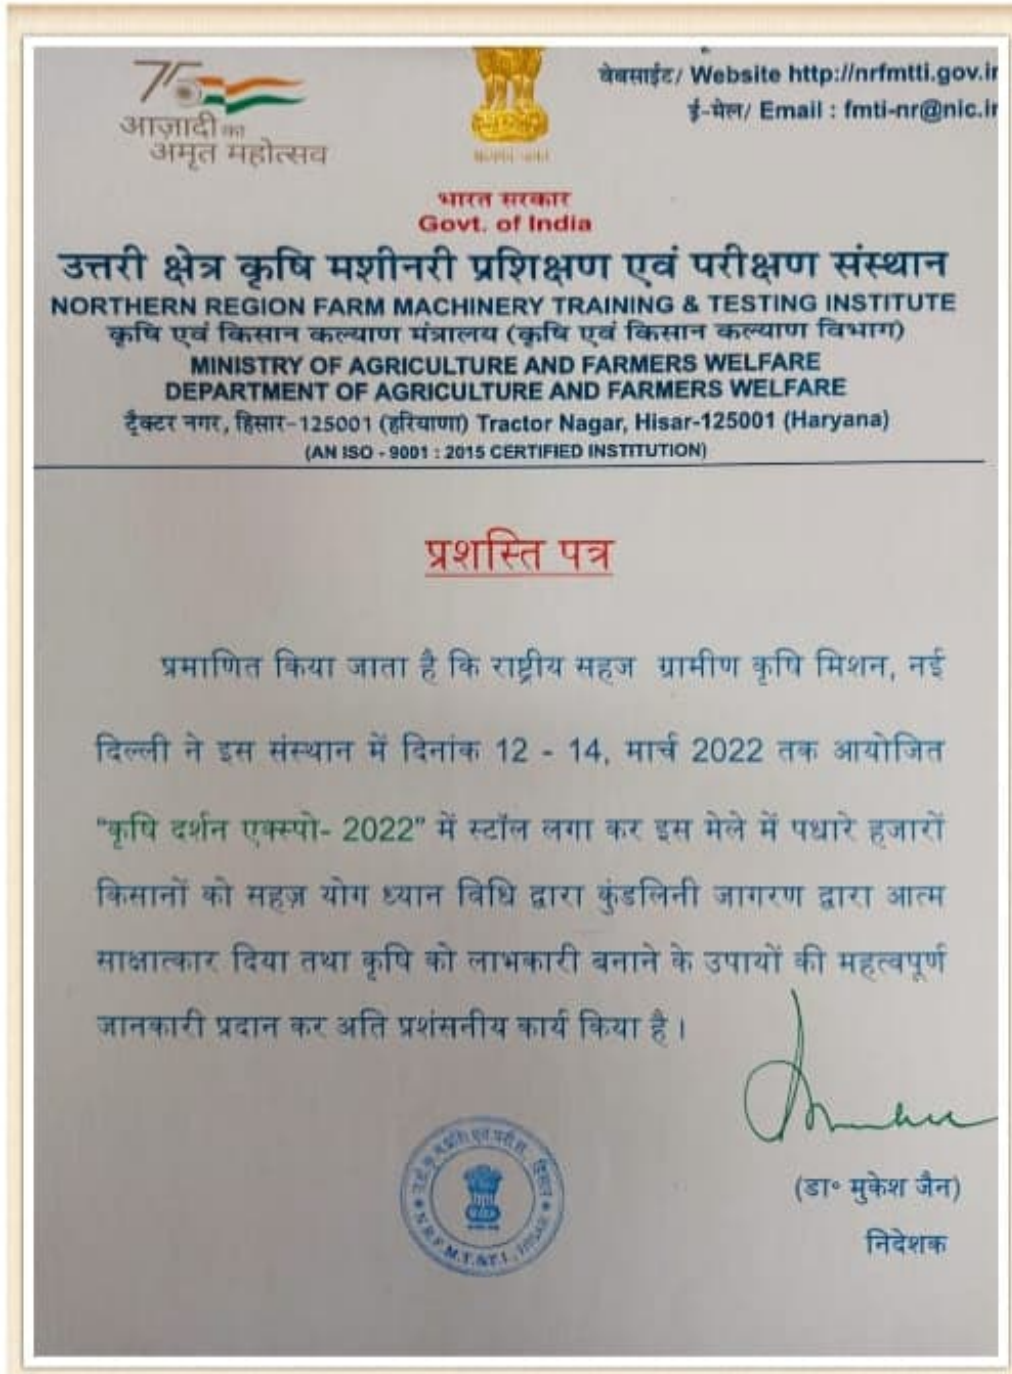 75
आज़ादी का
अमृत महोत्सव
वेबसाईट/ Website http://nrfmtti.gov.in
ई-मेल/ Email : fmti-nr@nic.in
भारत सरकार
Govt. of India
उत्तरी क्षेत्र कृषि मशीनरी प्रशिक्षण एवं परीक्षण संस्थान
NORTHERN REGION FARM MACHINERY TRAINING & TESTING INSTITUTE
कृषि एवं किसान कल्याण मंत्रालय (कृषि एवं किसान कल्याण विभाग)
MINISTRY OF AGRICULTURE AND FARMERS WELFARE
DEPARTMENT OF AGRICULTURE AND FARMERS WELFARE
ट्रैक्टर नगर, हिसार-125001 (हरियाणा) Tractor Nagar, Hisar-125001 (Haryana)
(AN ISO - 9001 : 2015 CERTIFIED INSTITUTION)
प्रशस्ति पत्र
प्रमाणित किया जाता है कि राष्ट्रीय सहज ग्रामीण कृषि मिशन, नई
दिल्ली ने इस संस्थान में दिनांक 12 - 14, मार्च 2022 तक आयोजित
"कृषि दर्शन एक्स्पो- 2022" में स्टॉल लगा कर इस मेले में पधारे हजारों
किसानों को सहज़ योग ध्यान विधि द्वारा कुंडलिनी जागरण द्वारा आत्म
साक्षात्कार दिया तथा कृषि को लाभकारी बनाने के उपायों की महत्वपूर्ण
जानकारी प्रदान कर अति प्रशंसनीय कार्य किया है ।
(डा॰ मुकेश जैन)
निदेशक
N.R.F.M.T.&T.I., HISAR